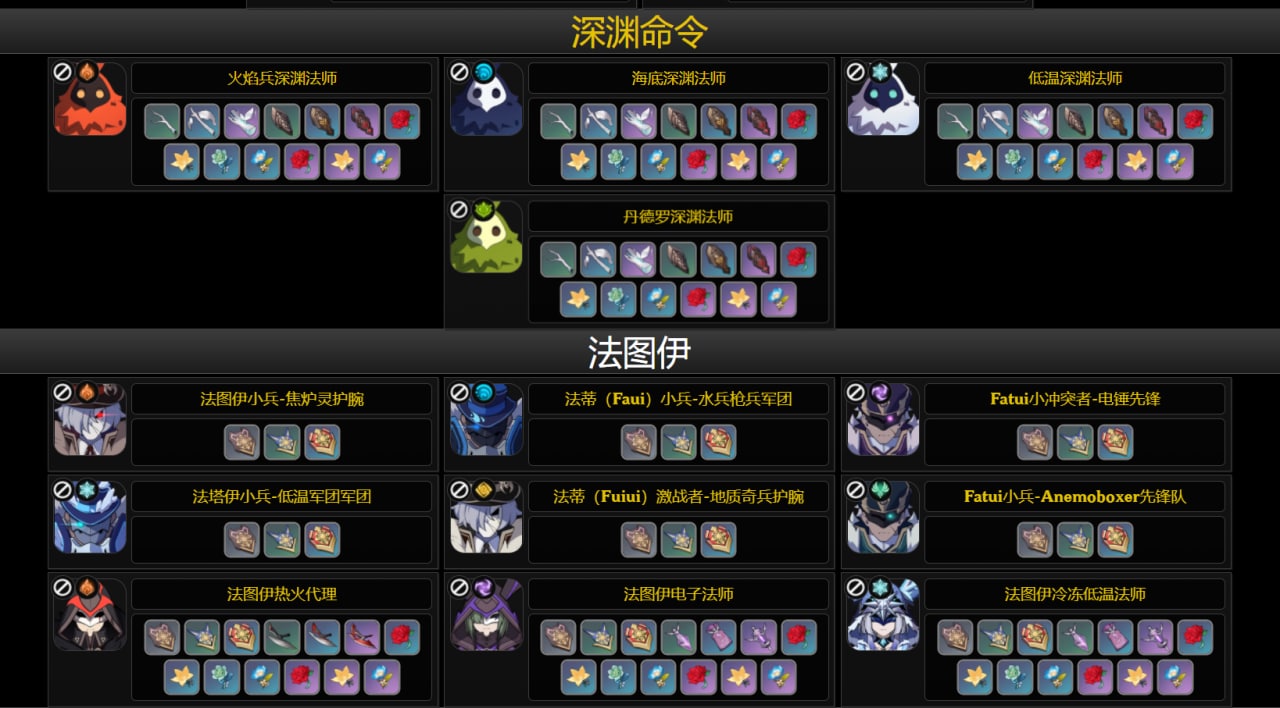 深渊命令
火焰兵深渊法师
海底深渊法师
低温深渊法师
丹德罗深渊法师
法图伊
法图伊小兵-焦炉灵护腕
法蒂（Faui）小兵-水兵枪兵军团
Fatui小冲突者-电锤先锋
法塔伊小兵-低温军团军团
法蒂（Fuiui）激战者-地质奇兵护腕
Fatui小兵-Anemoboxer先锋队
法图伊热火代理
法图伊电子法师
法图伊冷冻低温法师